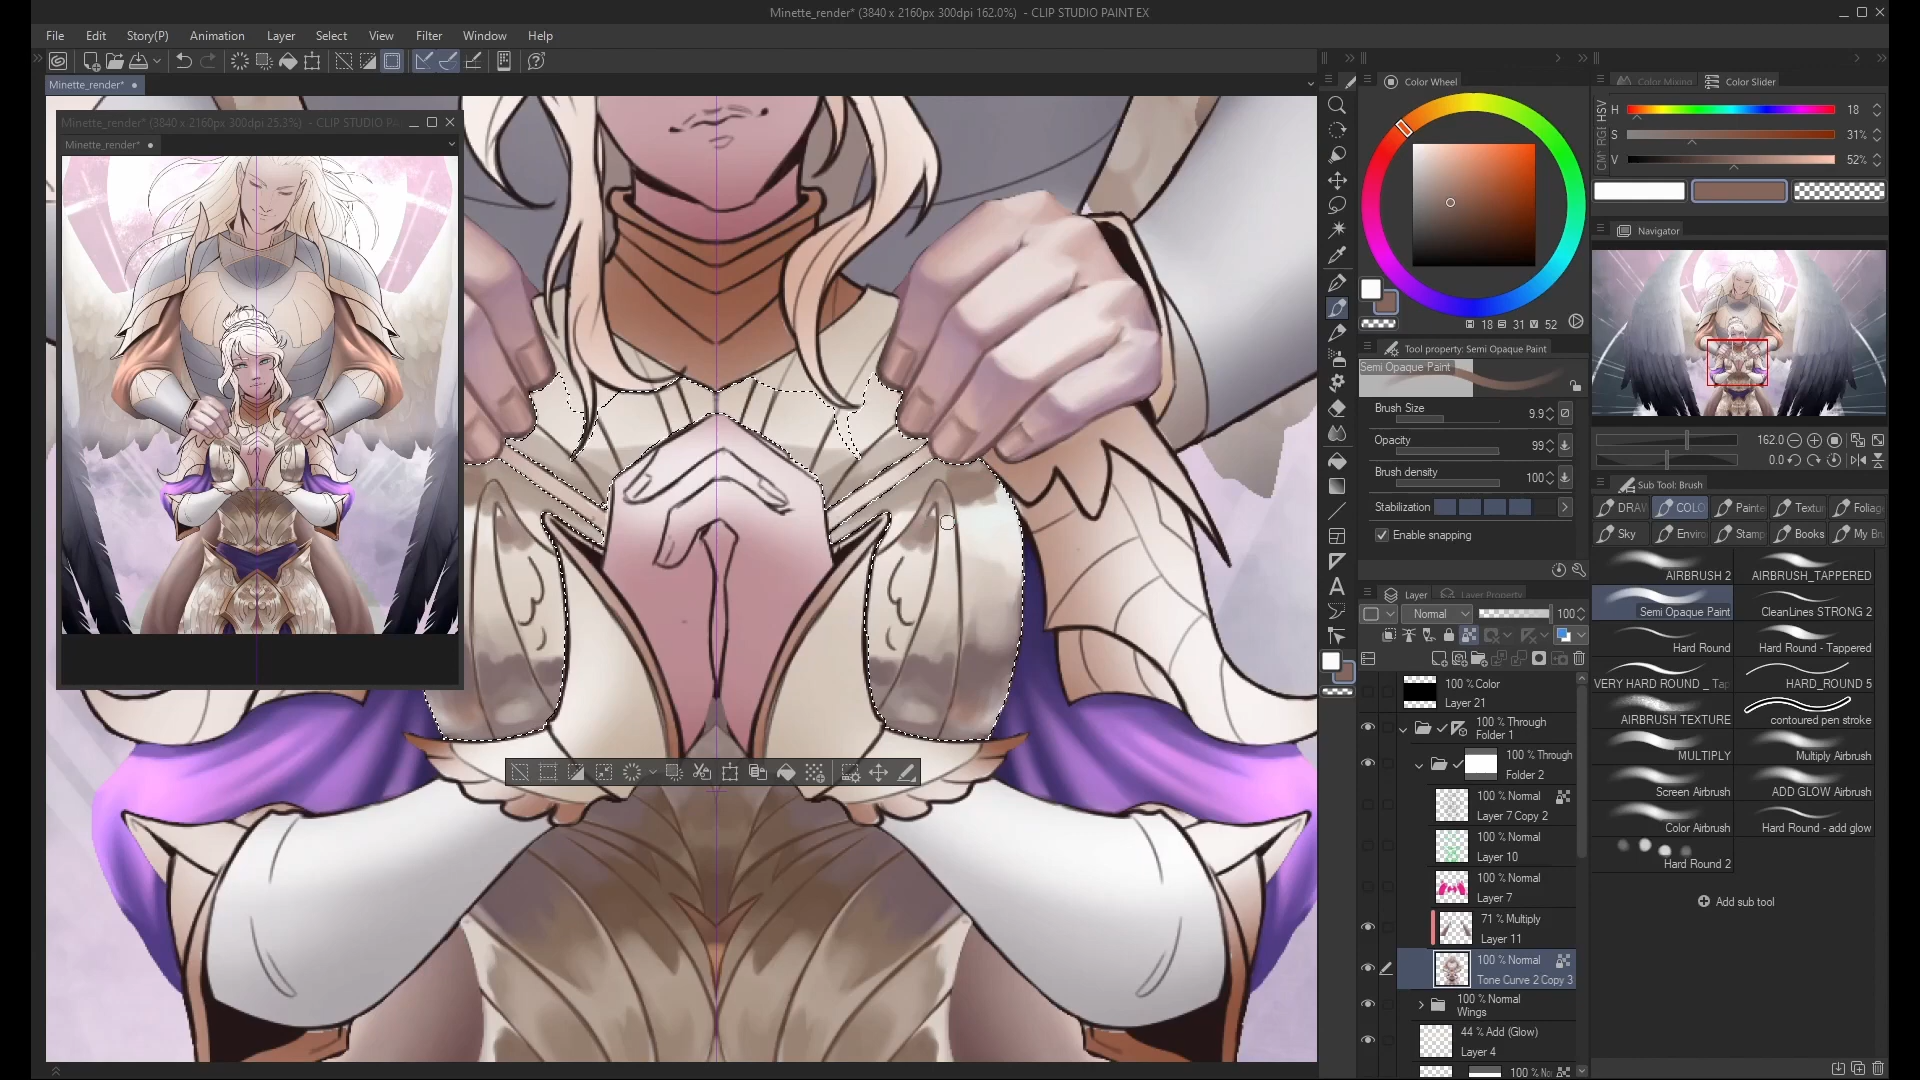 Minette_render* (3840 x 2160px 300dpi 162.0%) - CLIP STUDIO PAINT EX
File Edit Story(P) Animation Layer Select View Filter Window Help
Minette_render*
Minette_render* (3840 x 2160px 300dpi 25.3%) - CLIP STUDIO PA
Minette_render*
Color Wheel
18 31 52
Tool property: Semi Opaque Paint
Semi Opaque Paint
Brush Size 9.9
Opacity 99
Brush density 100
Stabilization
Enable snapping
Layer Layer Property
Normal 100
100 % Color
Layer 21
100 % Through
Folder 1
100 % Through
Folder 2
100 % Normal
Layer 7 Copy 2
100 % Normal
Layer 10
100 % Normal
Layer 7
71 % Multiply
Layer 11
100 % Normal
Tone Curve 2 Copy 3
100 % Normal
Wings
44 % Add (Glow)
Layer 4
Color Mixing Color Slider
HSV
H 18
S 31%
V 52%
Navigator
162.0
0.0
Sub Tool: Brush
DRAW COLO Painte Textu Foliag
Sky Enviro Stamp Books My Br
AIRBRUSH 2 AIRBRUSH_TAPPERED
Semi Opaque Paint CleanLines STRONG 2
Hard Round Hard Round - Tappered
VERY HARD ROUND _ Tap HARD_ROUND 5
AIRBRUSH TEXTURE contoured pen stroke
MULTIPLY Multiply Airbrush
Screen Airbrush ADD GLOW Airbrush
Color Airbrush Hard Round - add glow
Hard Round 2
Add sub tool